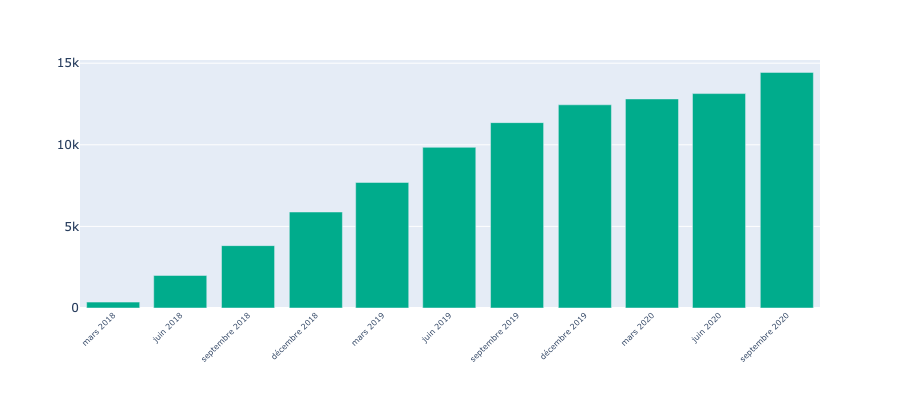 15k
10k
5k
0
mars 2018
juin 2018
septembre 2018
décembre 2018
mars 2019
juin 2019
septembre 2019
décembre 2019
mars 2020
juin 2020
septembre 2020